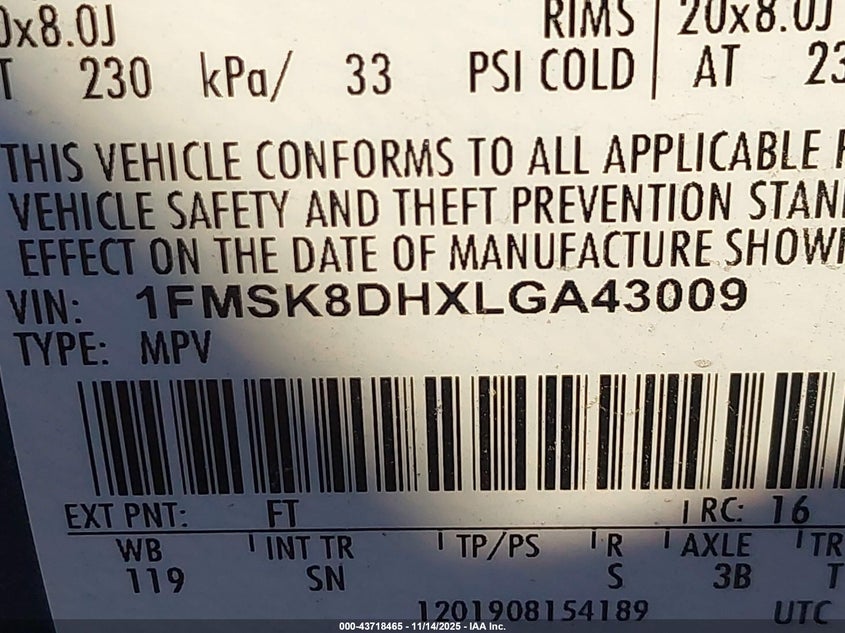 0x8.0J RIMS 20x8.0J
T 230 kPa/ 33 PSI COLD AT 23
THIS VEHICLE CONFORMS TO ALL APPLICABLE F
VEHICLE SAFETY AND THEFT PREVENTION STAN
EFFECT ON THE DATE OF MANUFACTURE SHOWN
VIN: 1FMSK8DHXLGA43009
TYPE: MPV
EXT PNT: FT RC: 16
WB INT TR TP/PS R AXLE TR
119 SN S 3B T
1201908154189 UTC
000-43718465 - 11/14/2025 - IAA Inc.